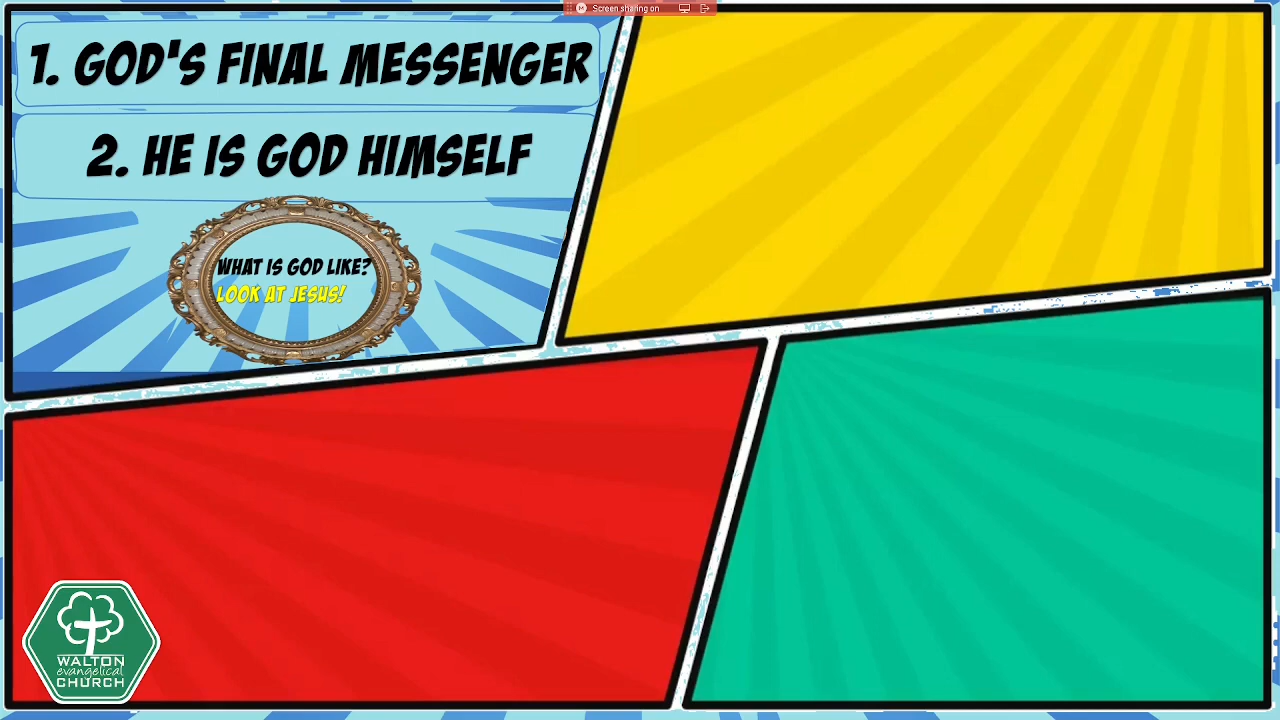 Screen sharing on
1. GOD'S FINAL MESSENGER
2. HE IS GOD HIMSELF
WHAT IS GOD LIKE?
LOOK AT JESUS!
WALTON
evangelical
CHURCH